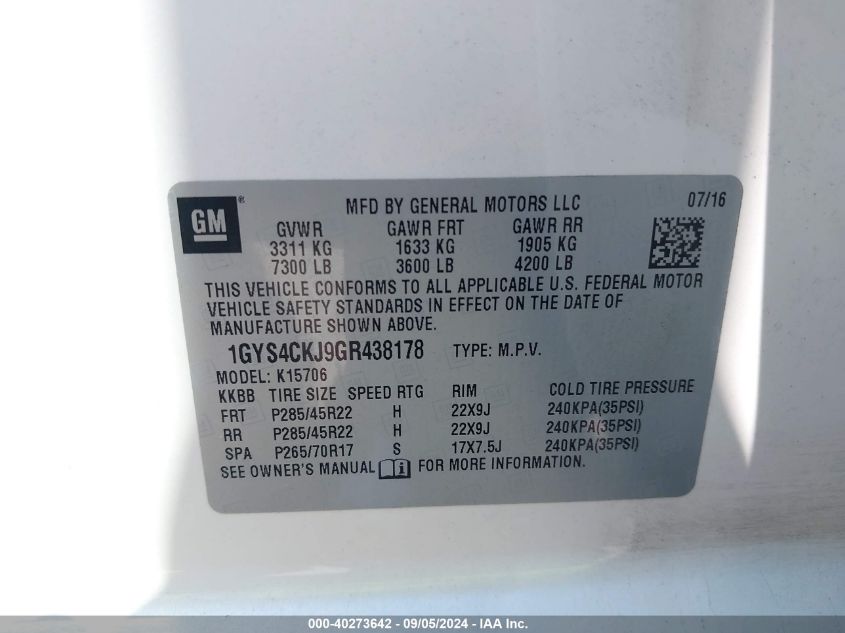 GM ® MFD BY GENERAL MOTORS LLC 07/16
GVWR GAWR FRT GAWR RR
3311 KG 1633 KG 1905 KG
7300 LB 3600 LB 4200 LB
THIS VEHICLE CONFORMS TO ALL APPLICABLE U.S. FEDERAL MOTOR
VEHICLE SAFETY STANDARDS IN EFFECT ON THE DATE OF
MANUFACTURE SHOWN ABOVE.
1GYS4CKJ9GR438178 TYPE: M.P.V.
MODEL: K15706
KKBB TIRE SIZE SPEED RTG RIM COLD TIRE PRESSURE
FRT P285/45R22 H 22X9J 240KPA(35PSI)
RR P285/45R22 H 22X9J 240KPA(35PSI)
SPA P265/70R17 S 17X7.5J 240KPA(35PSI)
SEE OWNER'S MANUAL FOR MORE INFORMATION.
000-40273642 - 09/05/2024 - IAA Inc.